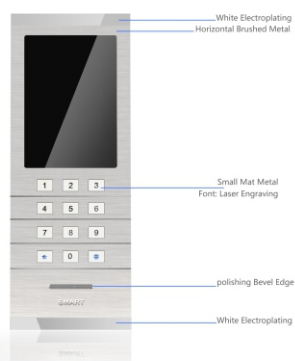 White Electroplating
Horizontal Brushed Metal
1 2 3
Small Mat Metal
Font: Laser Engraving
4 5 6
7 8 9
* 0 #
polishing Bevel Edge
SMART
White Electroplating